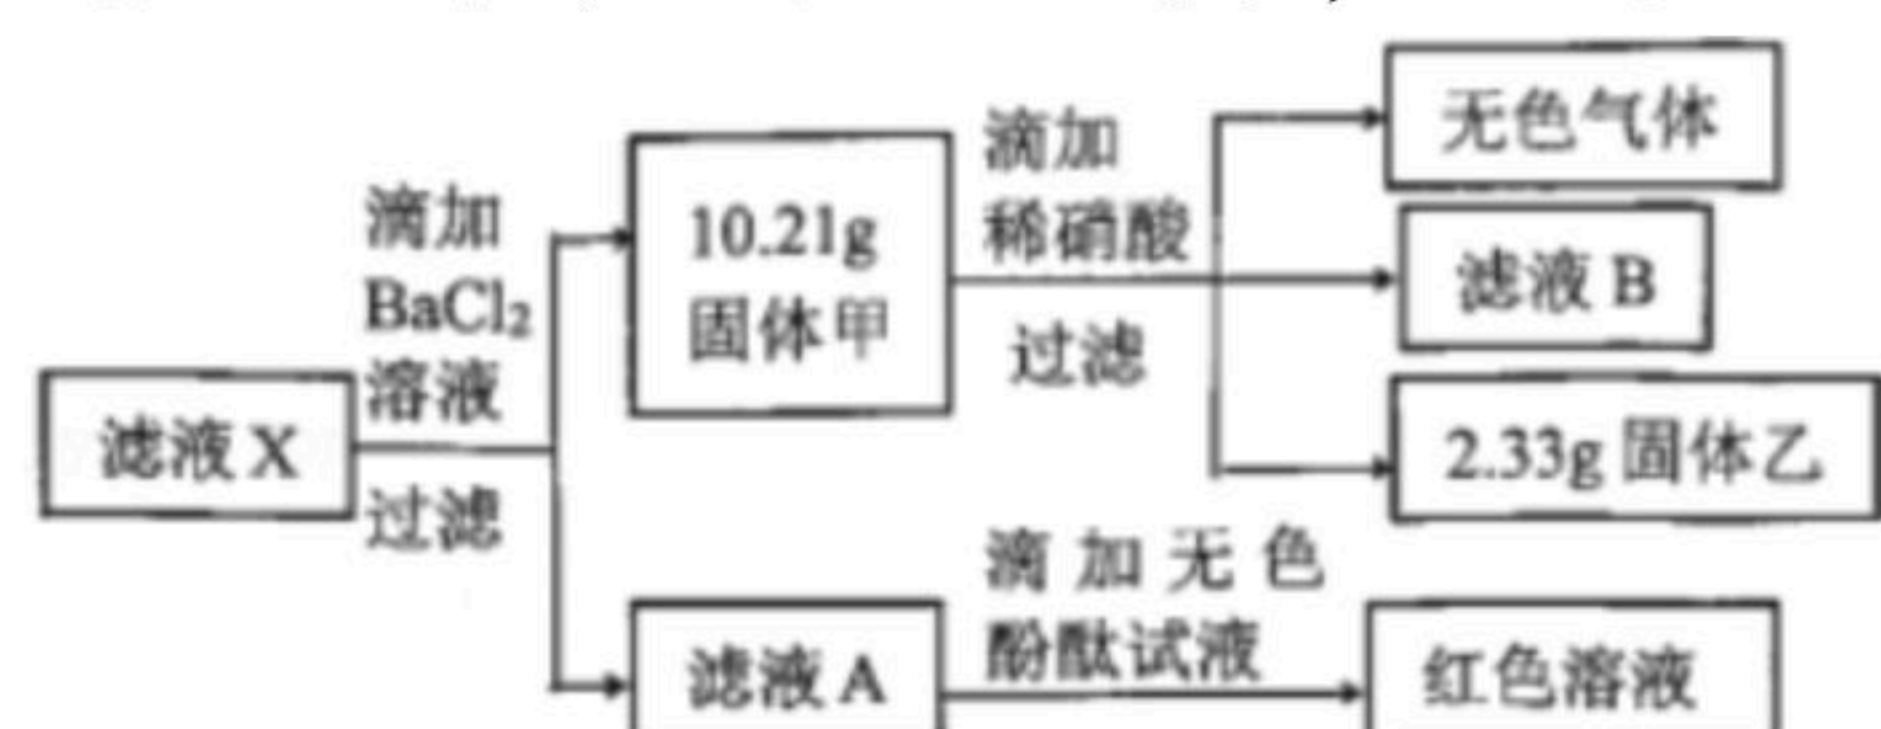 滤液X
滴加
BaCl₂
溶液
过滤
10.21g
固体甲
滴加
稀硝酸
过滤
无色气体
滤液 B
2.33g 固体乙
滤液A
滴加无色
酚酞试液
红色溶液